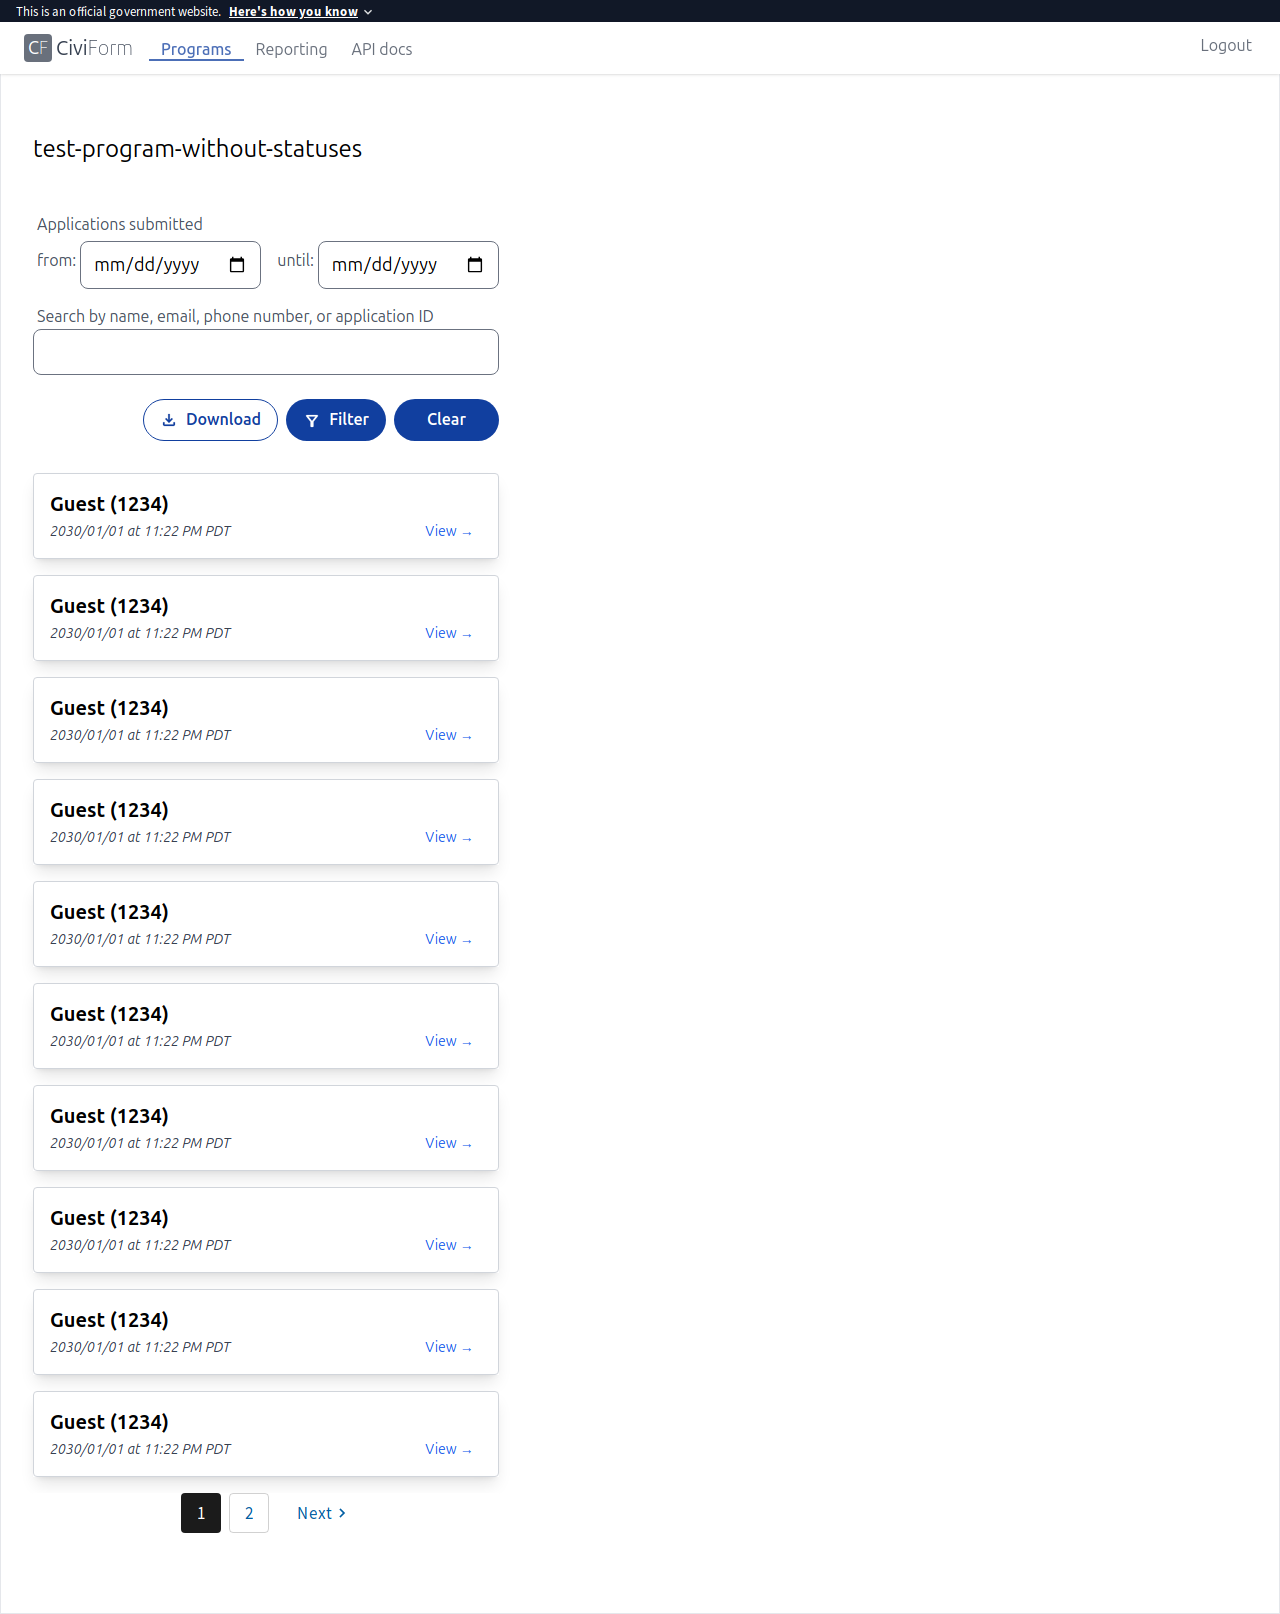 This is an official government website. Here's how you know
CF CiviForm Programs Reporting API docs Logout
test-program-without-statuses
Applications submitted
from: mm/dd/yyyy until: mm/dd/yyyy
Search by name, email, phone number, or application ID
Download Filter Clear
Guest (1234)
2030/01/01 at 11:22 PM PDT View →
Guest (1234)
2030/01/01 at 11:22 PM PDT View →
Guest (1234)
2030/01/01 at 11:22 PM PDT View →
Guest (1234)
2030/01/01 at 11:22 PM PDT View →
Guest (1234)
2030/01/01 at 11:22 PM PDT View →
Guest (1234)
2030/01/01 at 11:22 PM PDT View →
Guest (1234)
2030/01/01 at 11:22 PM PDT View →
Guest (1234)
2030/01/01 at 11:22 PM PDT View →
Guest (1234)
2030/01/01 at 11:22 PM PDT View →
Guest (1234)
2030/01/01 at 11:22 PM PDT View →
1 2 Next